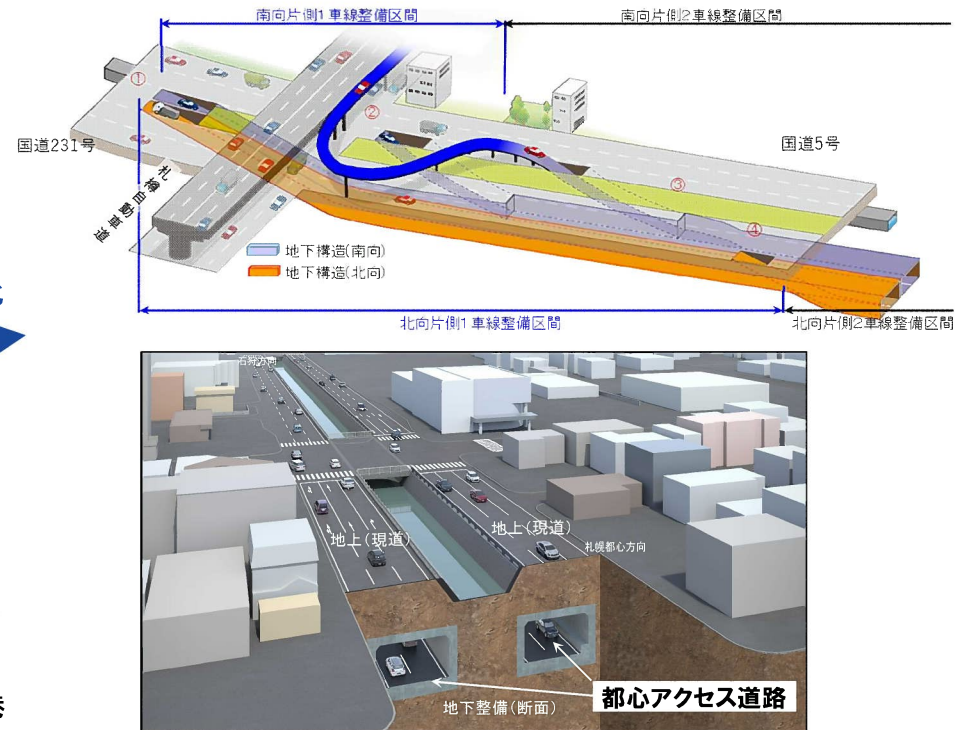 南向片側1車線整備区間
南向片側2車線整備区間
①
②
国道231号
国道5号
札樽自動車道
③
④
地下構造(南向)
地下構造(北向)
北向片側1車線整備区間
北向片側2車線整備区間
石狩方向
地上(現道)
地上(現道)
札幌都心方向
都心アクセス道路
地下整備(断面)